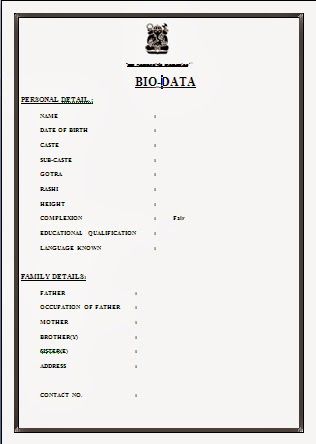 BIO-DATA
PERSONAL DETAIL :
NAME :
DATE OF BIRTH :
CASTE :
SUB-CASTE :
GOTRA :
RASHI :
HEIGHT :
COMPLEXION : Fair
EDUCATIONAL QUALIFICATION :
LANGUAGE KNOWN :
FAMILY DETAILS:
FATHER :
OCCUPATION OF FATHER :
MOTHER :
BROTHER(Y) :
SISTER(E) :
ADDRESS :
CONTACT NO. :